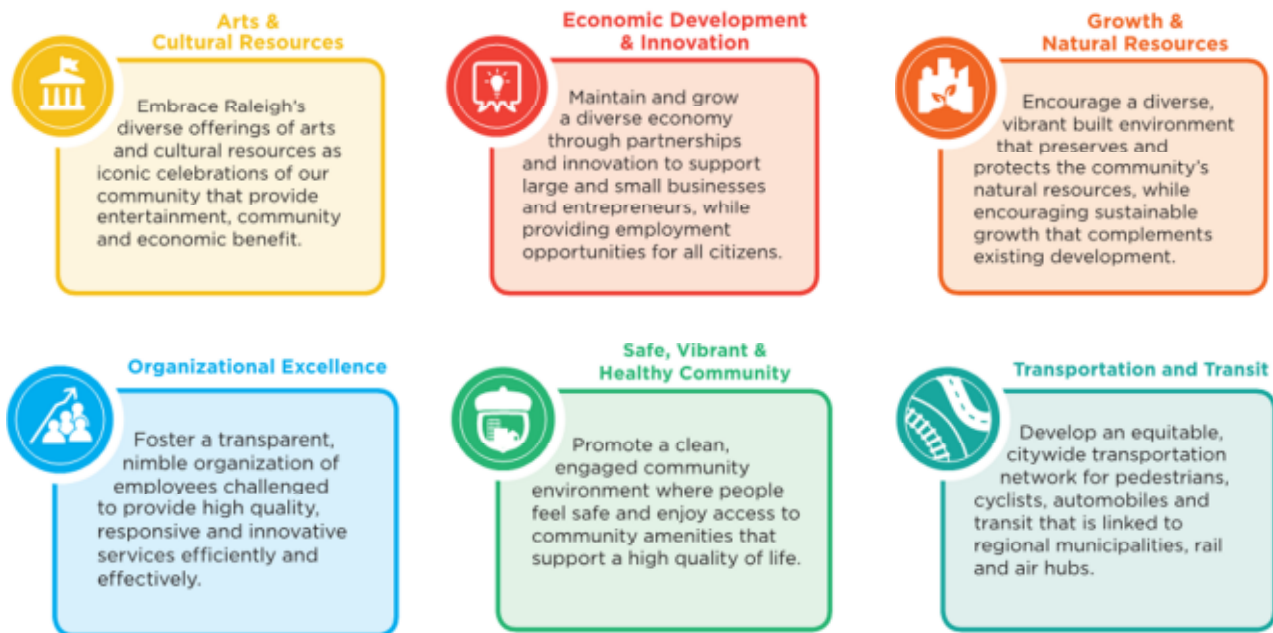 Arts &
Cultural Resources
Embrace Raleigh's
diverse offerings of arts
and cultural resources as
iconic celebrations of our
community that provide
entertainment, community
and economic benefit.
Economic Development
& Innovation
Maintain and grow
a diverse economy
through partnerships
and innovation to support
large and small businesses
and entrepreneurs, while
providing employment
opportunities for all citizens.
Growth &
Natural Resources
Encourage a diverse,
vibrant built environment
that preserves and
protects the community's
natural resources, while
encouraging sustainable
growth that complements
existing development.
Organizational Excellence
Foster a transparent,
nimble organization of
employees challenged
to provide high quality,
responsive and innovative
services efficiently and
effectively.
Safe, Vibrant &
Healthy Community
Promote a clean,
engaged community
environment where people
feel safe and enjoy access to
community amenities that
support a high quality of life.
Transportation and Transit
Develop an equitable,
citywide transportation
network for pedestrians,
cyclists, automobiles and
transit that is linked to
regional municipalities, rail
and air hubs.